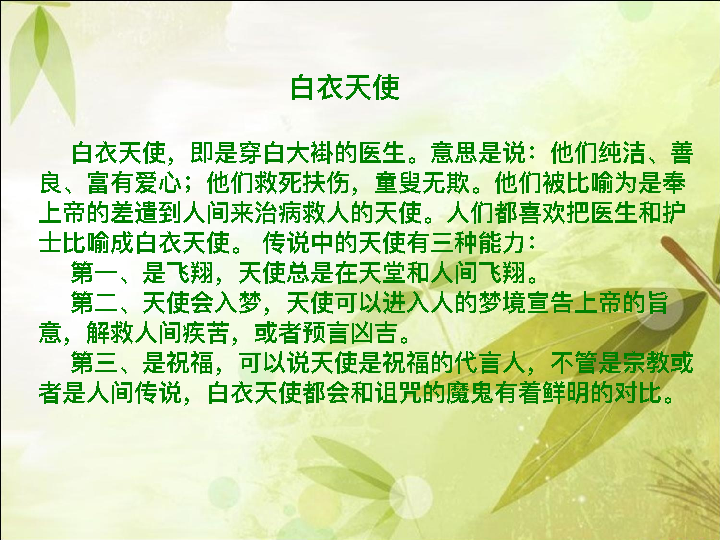 白衣天使
白衣天使，即是穿白大褂的医生。意思是说：他们纯洁、善
良、富有爱心；他们救死扶伤，童叟无欺。他们被比喻为是奉
上帝的差遣到人间来治病救人的天使。人们都喜欢把医生和护
士比喻成白衣天使。 传说中的天使有三种能力：
第一、是飞翔，天使总是在天堂和人间飞翔。
第二、天使会入梦，天使可以进入人的梦境宣告上帝的旨
意，解救人间疾苦，或者预言凶吉。
第三、是祝福，可以说天使是祝福的代言人，不管是宗教或
者是人间传说，白衣天使都会和诅咒的魔鬼有着鲜明的对比。